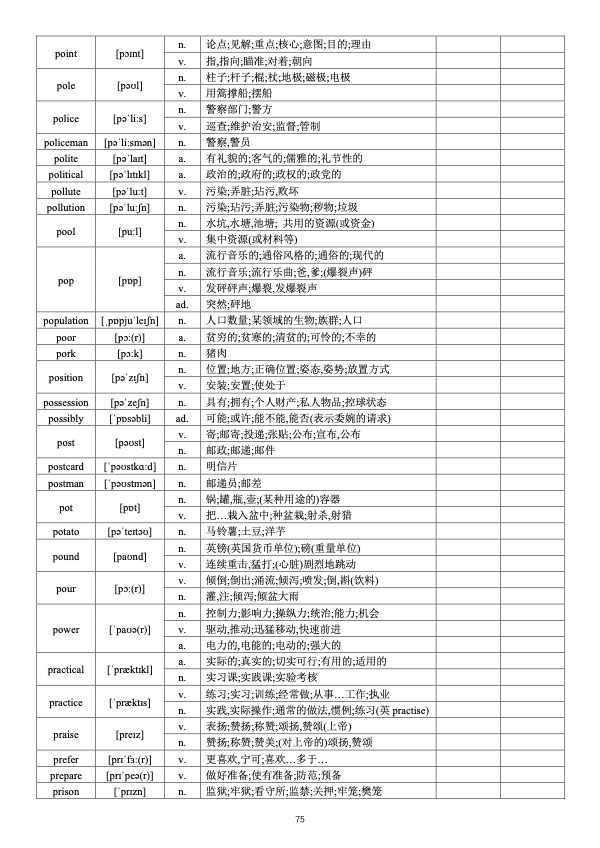 point [pɔɪnt] n. 论点;见解;重点;核心;意图;目的;理由
v. 指,指向;瞄准;对着;朝向
pole [pəʊl] n. 柱子;杆子;棍;杖;地极;磁极;电极
v. 用篙撑船;摆船
police [pəˈliːs] n. 警察部门;警方
v. 巡查;维护治安;监督;管制
policeman [pəˈliːsmən] n. 警察,警员
polite [pəˈlaɪt] a. 有礼貌的;客气的;儒雅的;礼节性的
political [pəˈlɪtɪkl] a. 政治的;政府的;政权的;政党的
pollute [pəˈluːt] v. 污染;弄脏;玷污,败坏
pollution [pəˈluːʃn] n. 污染;玷污;弄脏;污染物;秽物;垃圾
pool [puːl] n. 水坑,水塘,池塘; 共用的资源(或资金)
v. 集中资源(或材料等)
pop [pɒp] a. 流行音乐的;通俗风格的;通俗的;现代的
n. 流行音乐;流行乐曲;爸,爹;(爆裂声)砰
v. 发砰砰声;爆裂,发爆裂声
ad. 突然;砰地
population [ˌpɒpjuˈleɪʃn] n. 人口数量;某领域的生物;族群;人口
poor [pɔː(r)] a. 贫穷的;贫寒的;清贫的;可怜的;不幸的
pork [pɔːk] n. 猪肉
position [pəˈzɪʃn] n. 位置;地方;正确位置;姿态,姿势;放置方式
v. 安装;安置;使处于
possession [pəˈzeʃn] n. 具有;拥有;个人财产;私人物品;控球状态
possibly [ˈpɒsəbli] ad. 可能;或许;能不能,能否(表示委婉的请求)
post [pəʊst] v. 寄;邮寄;投递;张贴;公布;宣布,公布
n. 邮政;邮递;邮件
postcard [ˈpəʊstkɑːd] n. 明信片
postman [ˈpəʊstmən] n. 邮递员;邮差
pot [pɒt] n. 锅;罐,瓶,壶;(某种用途的)容器
v. 把…栽入盆中;种盆栽;射杀,射猎
potato [pəˈteɪtəʊ] n. 马铃薯;土豆;洋芋
pound [paʊnd] n. 英镑(英国货币单位);磅(重量单位)
v. 连续重击,猛打;(心脏)剧烈地跳动
pour [pɔː(r)] v. 倾倒;倒出;涌流;倾泻;喷发;倒,斟(饮料)
n. 灌,注;倾泻;倾盆大雨
power [ˈpaʊə(r)] n. 控制力;影响力;操纵力;统治;能力;机会
v. 驱动,推动;迅猛移动,快速前进
a. 电力的,电能的;电动的;强大的
practical [ˈpræktɪkl] a. 实际的;真实的;切实可行;有用的;适用的
n. 实习课;实践课;实验考核
practice [ˈpræktɪs] v. 练习;实习;训练;经常做;从事…工作;执业
n. 实践,实际操作;通常的做法,惯例;练习(英 practise)
praise [preɪz] v. 表扬;赞扬;称赞;颂扬,赞颂(上帝)
n. 赞扬;称赞;赞美;(对上帝的)颂扬,赞颂
prefer [prɪˈfɜː(r)] v. 更喜欢,宁可;喜欢…多于…
prepare [prɪˈpeə(r)] v. 做好准备;使有准备;防范;预备
prison [ˈprɪzn] n. 监狱;牢狱;看守所;监禁;关押;牢笼;樊笼
75